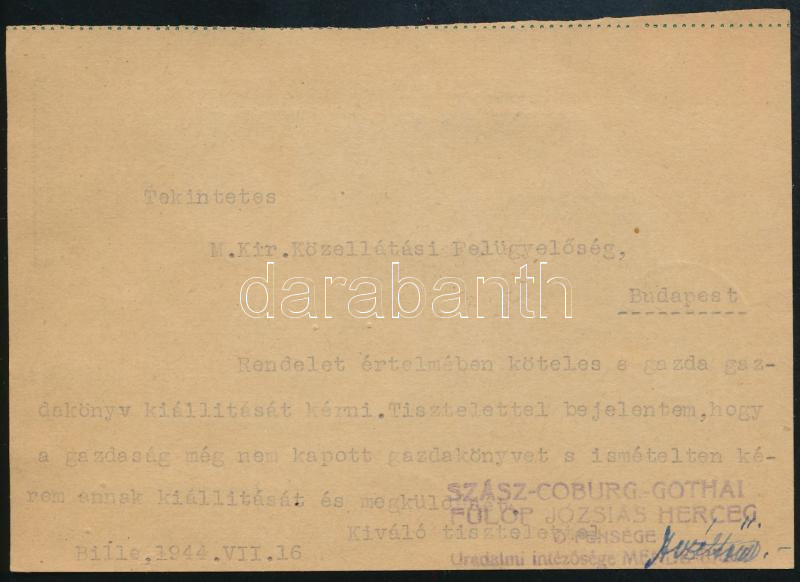 Tekintetes
M.Kir.Közellátási Felügyelőség,
darabanth
Budapest
Rendelet értelmében köteles s gazda gaz-
dakönyv kiállitását kérni.Tisztelettel bejelentem,hogy
a gazdaság még nem kapott gazdakönyvet s ismételten ké-
rem annak kiállitását és
SZÁSZ-COBURG-GOTHAI
FÜLÖP JÓZSIÁS HERCEG
Kiváló tisztelettel
Ő FENSÉGE
Bille,1944.VII.16
Uradalmi intézősége